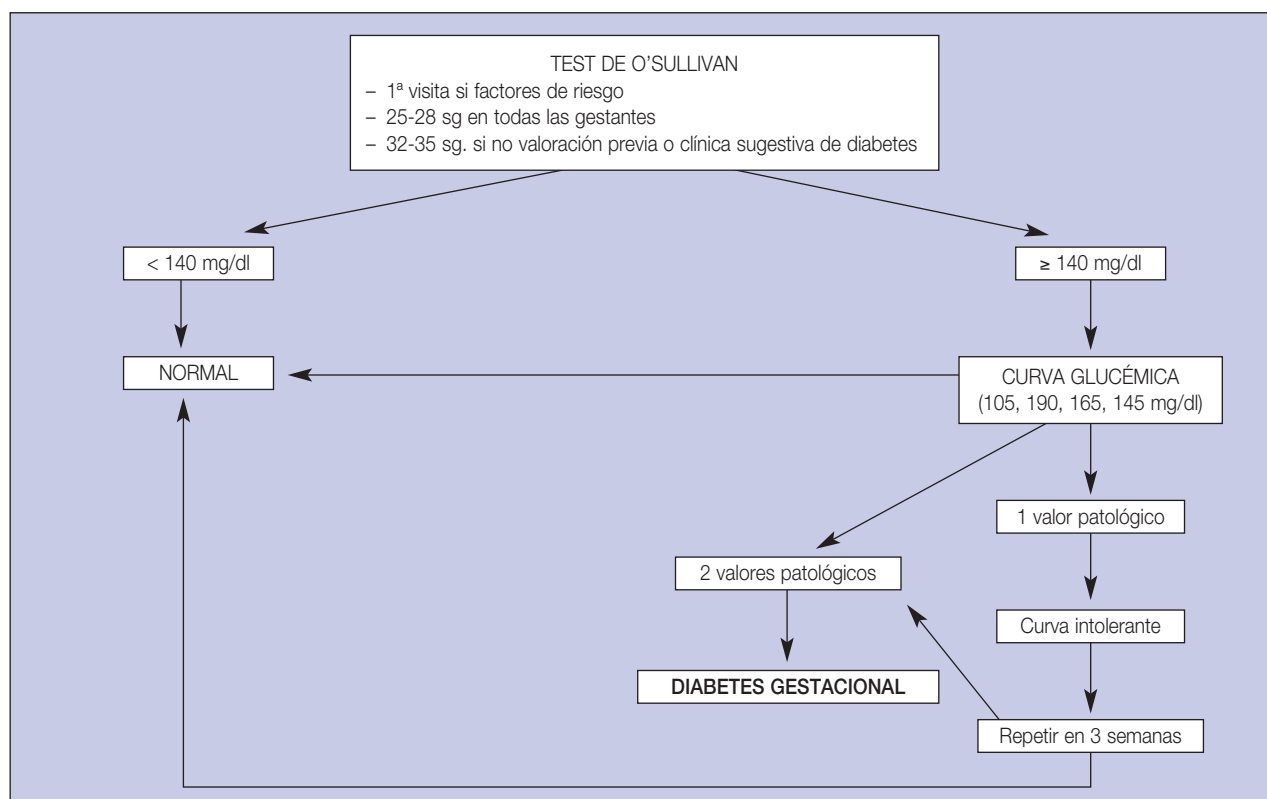 TEST DE O'SULLIVAN
– 1ª visita si factores de riesgo
– 25-28 sg en todas las gestantes
– 32-35 sg. si no valoración previa o clínica sugestiva de diabetes
< 140 mg/dl
≥ 140 mg/dl
NORMAL
CURVA GLUCÉMICA
(105, 190, 165, 145 mg/dl)
1 valor patológico
2 valores patológicos
Curva intolerante
DIABETES GESTACIONAL
Repetir en 3 semanas